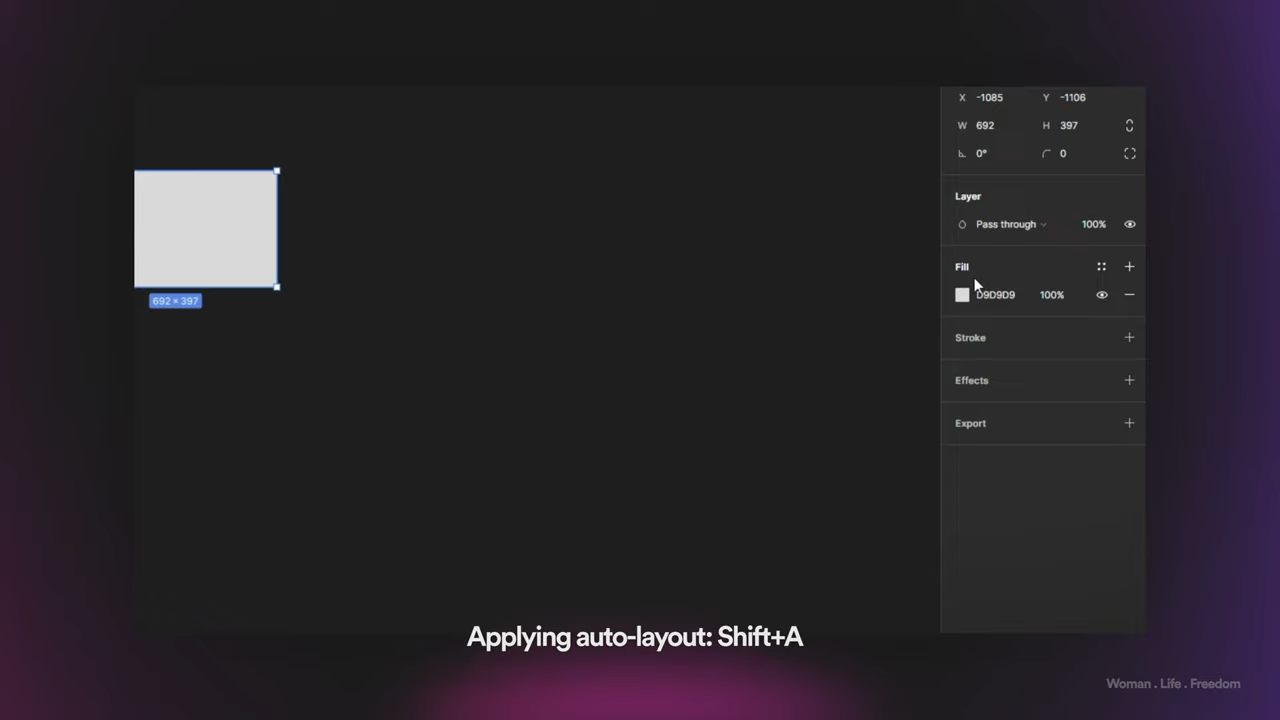 X -1085 Y -1106
W 692 H 397
0° 0
Layer
Pass through 100%
Fill
D9D9D9 100%
692 × 397
Stroke
Effects
Export
Applying auto-layout: Shift+A
Woman . Life . Freedom